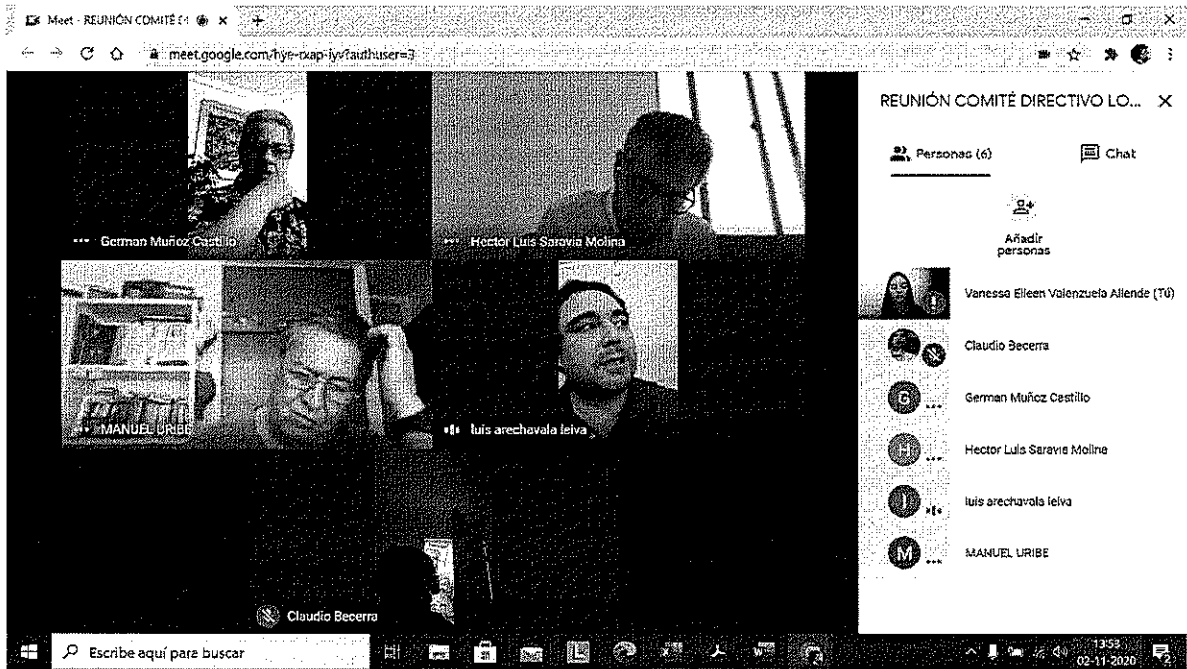 Meet - REUNIÓN COMITÉ
meet.google.com/hye-rxap-iyv?authuser=3
REUNIÓN COMITÉ DIRECTIVO LO...
Personas (6)
Chat
Añadir
personas
German Muñoz Castillo
Hector Luis Saravia Molina
MANUEL URIBE
luis arechavala leiva
Claudio Becerra
Vanessa Eileen Valenzuela Allende (Tú)
Claudio Becerra
G
German Muñoz Castillo
H
Hector Luis Saravia Molina
l
luis arechavala leiva
M
MANUEL URIBE
Escribe aquí para buscar
13:53
02-11-2020